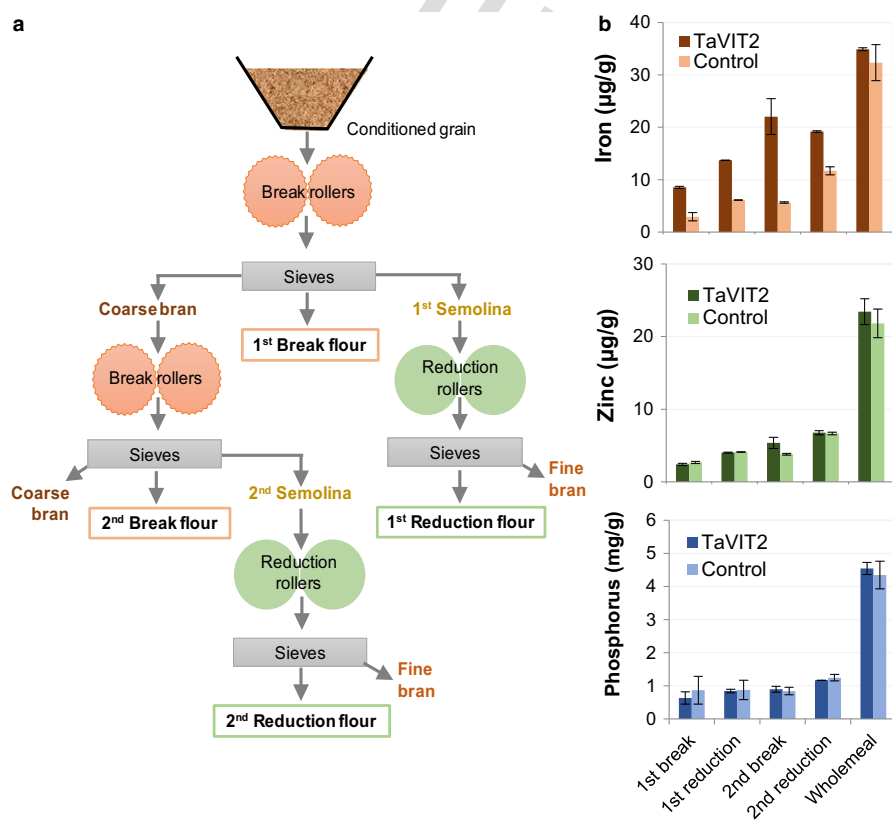 a
Conditioned grain
Break rollers
Sieves
Coarse bran
1st Semolina
1st Break flour
Break rollers
Reduction
rollers
Sieves
Sieves
Coarse
bran
2nd Semolina
Fine
bran
2nd Break flour
1st Reduction flour
Reduction
rollers
Sieves
Fine
bran
2nd Reduction flour
b
Iron (µg/g)
40
30
20
10
0
TaVIT2
Control
Zinc (µg/g)
30
20
10
0
TaVIT2
Control
Phosphorus (mg/g)
6
5
4
3
2
1
0
TaVIT2
Control
1st break
1st reduction
2nd break
2nd reduction
Wholemeal